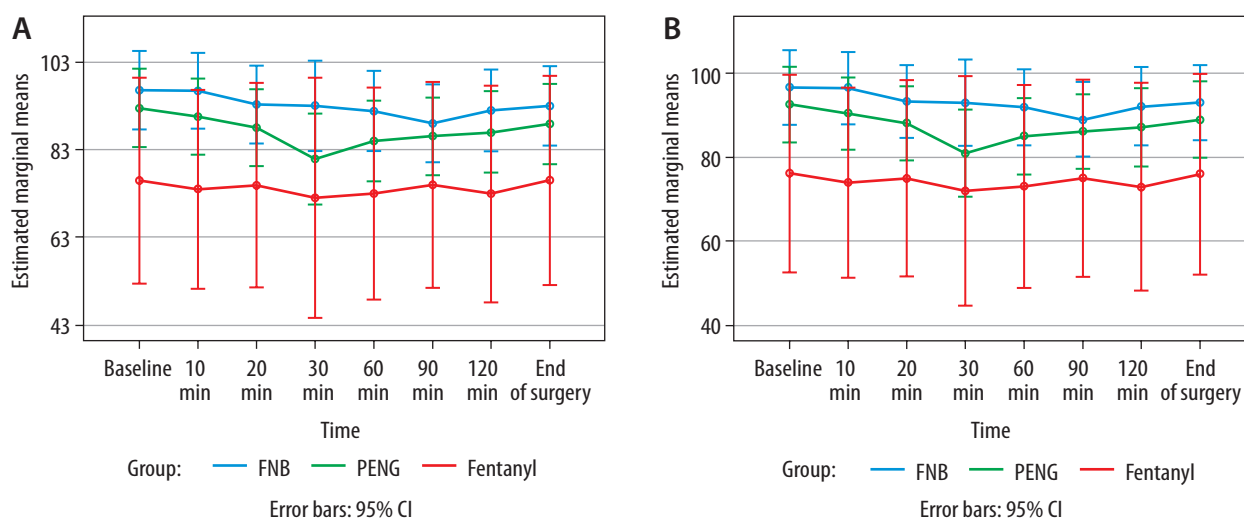 A
Estimated marginal means
103
83
63
43
Baseline 10 min 20 min 30 min 60 min 90 min 120 min End of surgery
Time
Group: FNB PENG Fentanyl
Error bars: 95% CI
B
Estimated marginal means
100
80
60
40
Baseline 10 min 20 min 30 min 60 min 90 min 120 min End of surgery
Time
Group: FNB PENG Fentanyl
Error bars: 95% CI